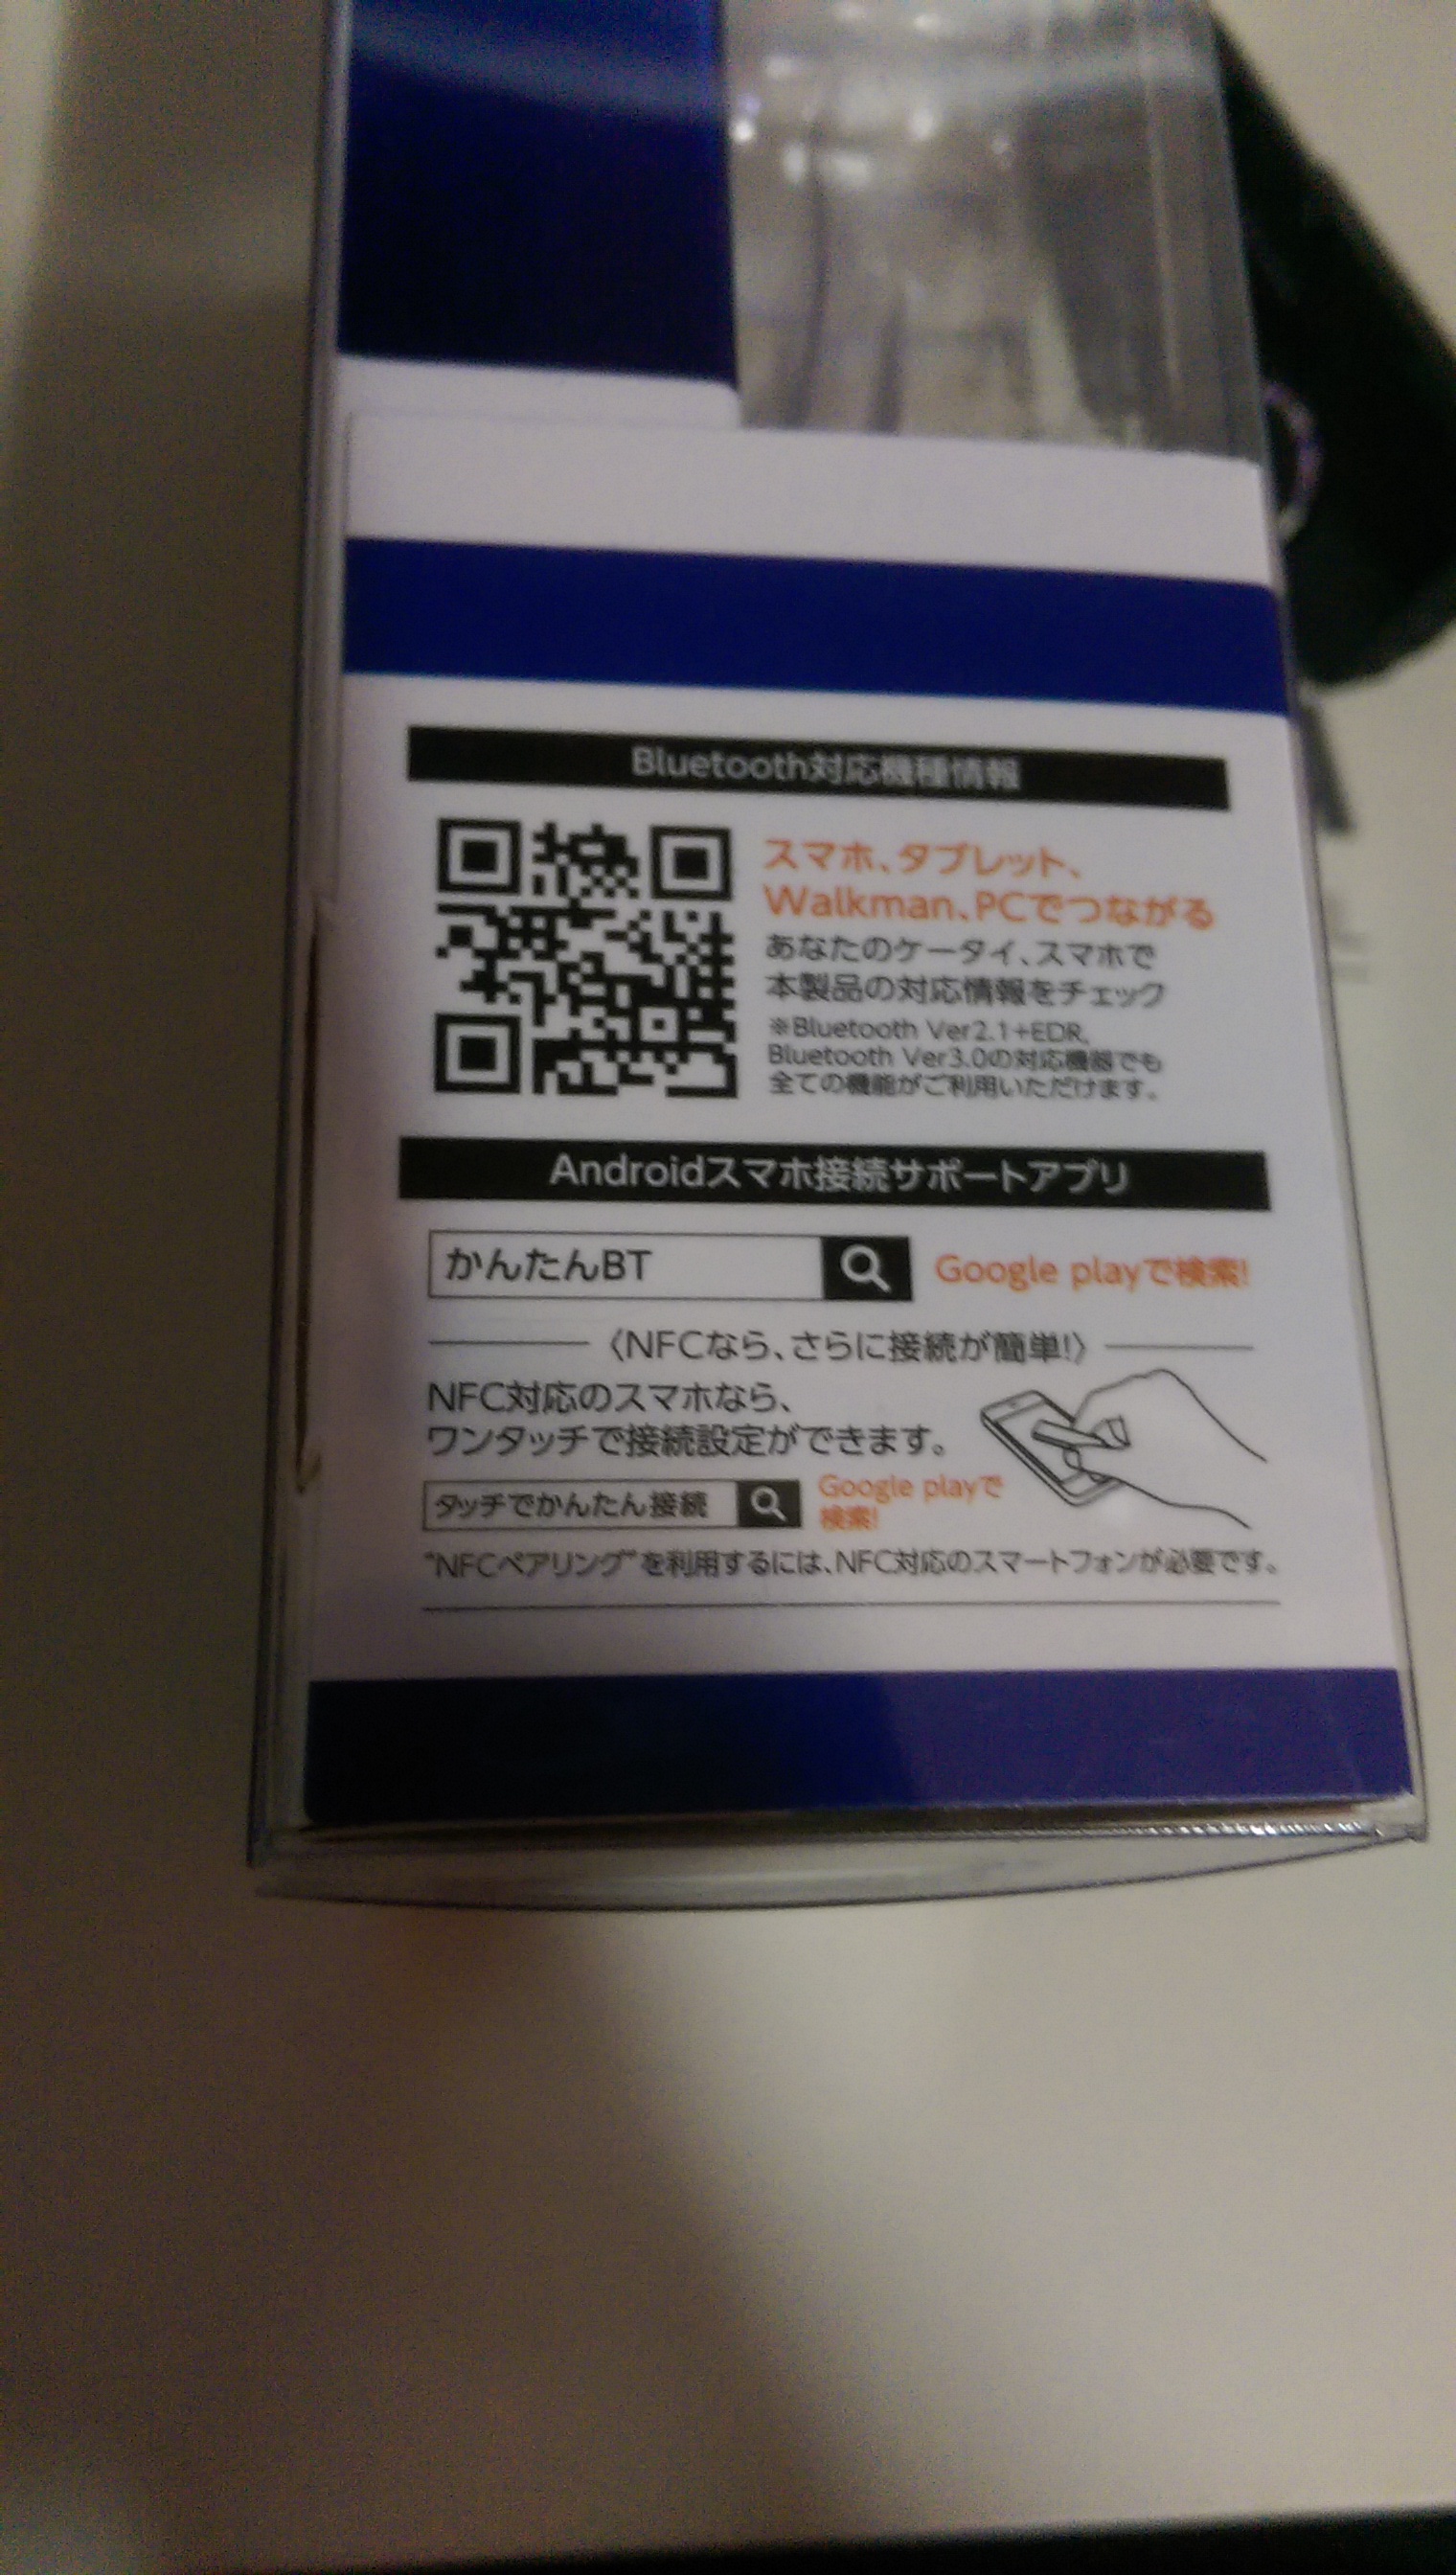 Bluetooth対応機種情報
スマホ、タブレット、
Walkman、PCでつながる
あなたのケータイ、スマホで
本製品の対応情報をチェック
※Bluetooth Ver2.1+EDR、
Bluetooth Ver3.0の対応機器でも
全ての機能がご利用いただけます。
Androidスマホ接続サポートアプリ
かんたんBT
Google playで検索!
〈NFCなら、さらに接続が簡単!〉
NFC対応のスマホなら、
ワンタッチで接続設定ができます。
タッチでかんたん接続
Google playで
検索!
"NFCペアリング"を利用するには、NFC対応のスマートフォンが必要です。